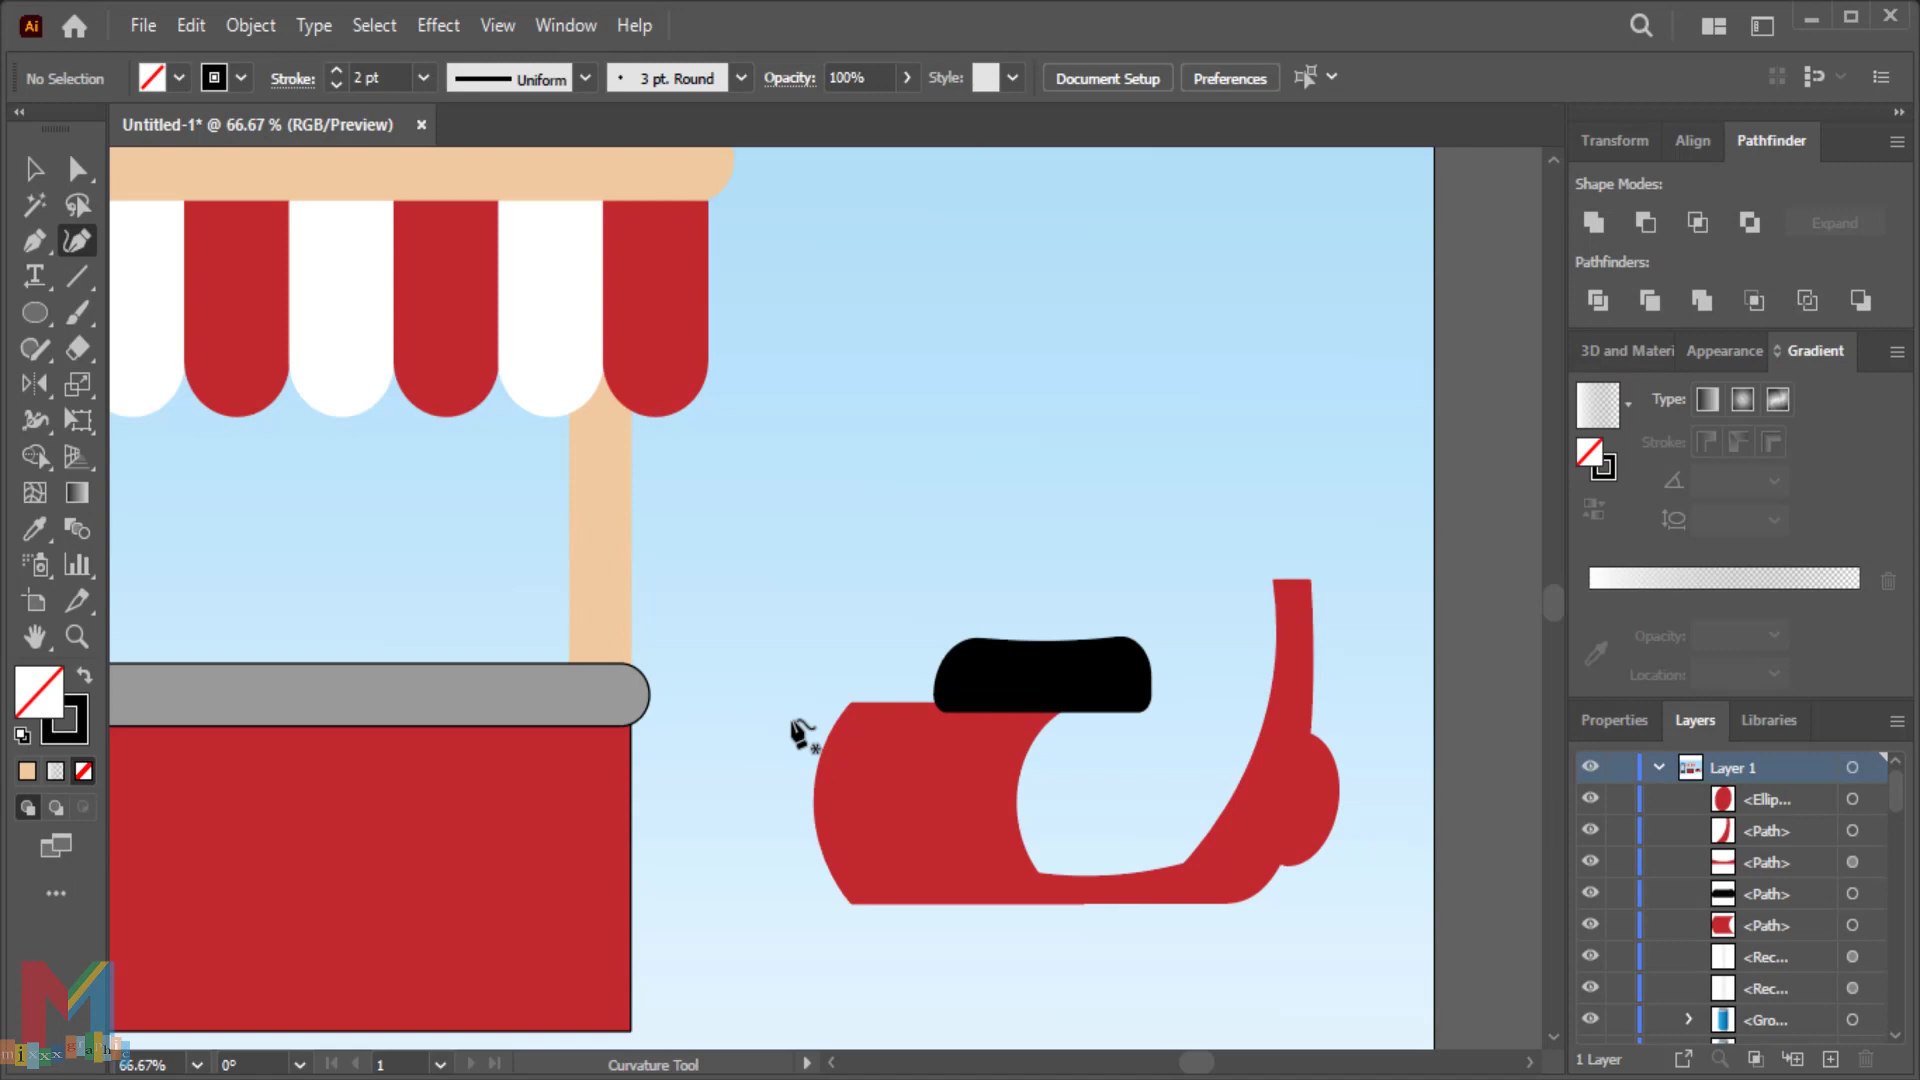 Ai File Edit Object Type Select Effect View Window Help
No Selection Stroke: 2 pt Uniform 3 pt. Round Opacity: 100% Style: Document Setup Preferences
Untitled-1* @ 66.67 % (RGB/Preview)
Transform Align Pathfinder
Shape Modes:
Expand
Pathfinders:
3D and Materi Appearance Gradient
Type:
Stroke:
Opacity:
Location:
Properties Layers Libraries
Layer 1
<Ellip...
<Path>
<Path>
<Path>
<Path>
<Rec...
<Rec...
<Gro...
1 Layer
M
mixxxgraphic
66.67% 0° 1 Curvature Tool